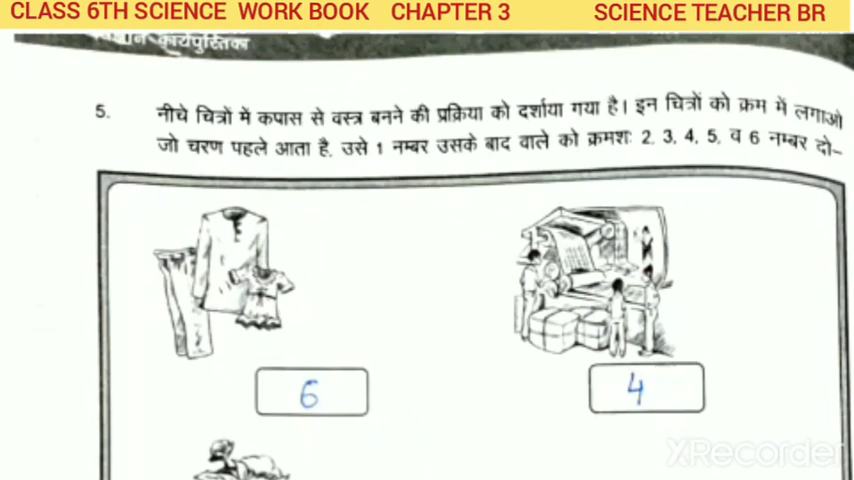 CLASS 6TH SCIENCE WORK BOOK CHAPTER 3 SCIENCE TEACHER BR
कार्यपुस्तिका
5. नीचे चित्रों में कपास से वस्त्र बनने की प्रक्रिया को दर्शाया गया है। इन चित्रों को क्रम में लगाओ
जो चरण पहले आता है, उसे 1 नम्बर उसके बाद वाले को क्रमशः 2, 3, 4, 5, व 6 नम्बर दो–
6 4
XRecorder